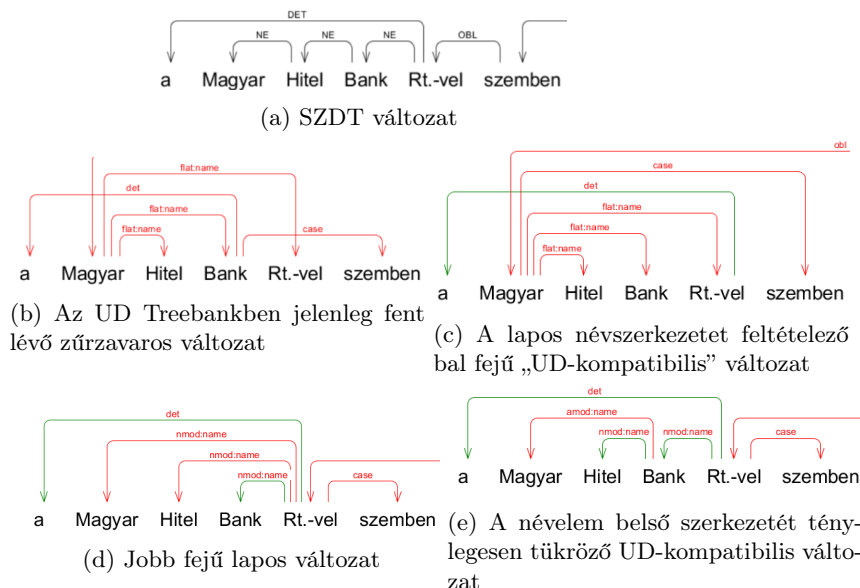 DET
NE NE NE OBL
a Magyar Hitel Bank Rt.-vel szemben
(a) SZDT változat
flat:name
det
flat:name
flat:name case
a Magyar Hitel Bank Rt.-vel szemben
(b) Az UD Treebankben jelenleg fent
lévő zűrzavaros változat
obl
case
det
flat:name
flat:name
flat:name
a Magyar Hitel Bank Rt.-vel szemben
(c) A lapos névszerkezetet feltételező
bal fejű „UD-kompatibilis” változat
det
nmod:name
nmod:name
nmod:name case
a Magyar Hitel Bank Rt.-vel szemben
(d) Jobb fejű lapos változat
det
amod:name
nmod:name nmod:name case
a Magyar Hitel Bank Rt.-vel szemben
(e) A névelem belső szerkezetét tény-
legesen tükröző UD-kompatibilis válto-
zat